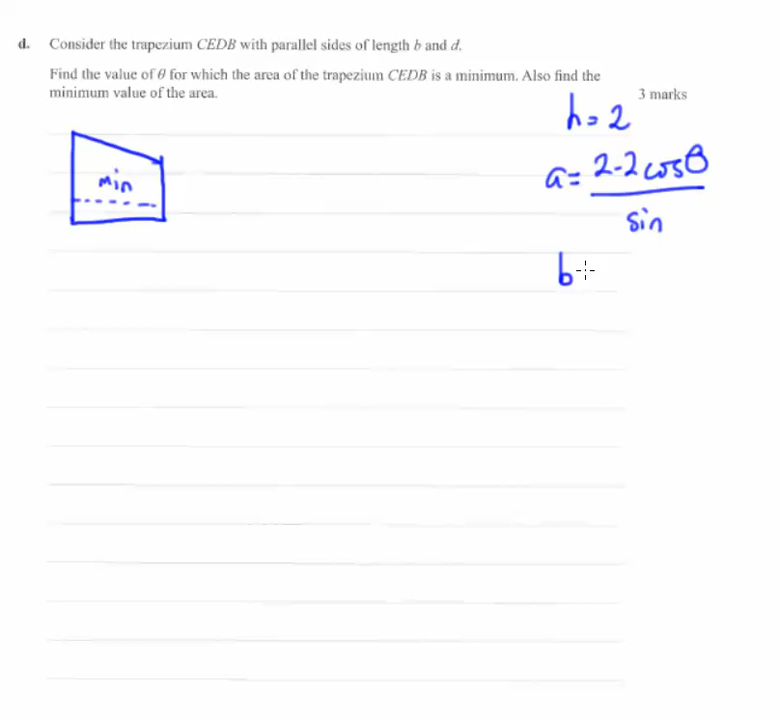 d. Consider the trapezium CEDB with parallel sides of length b and d.
Find the value of θ for which the area of the trapezium CEDB is a minimum. Also find the
minimum value of the area.
3 marks
h = 2
min
a = 2-2cosθ
sin
b